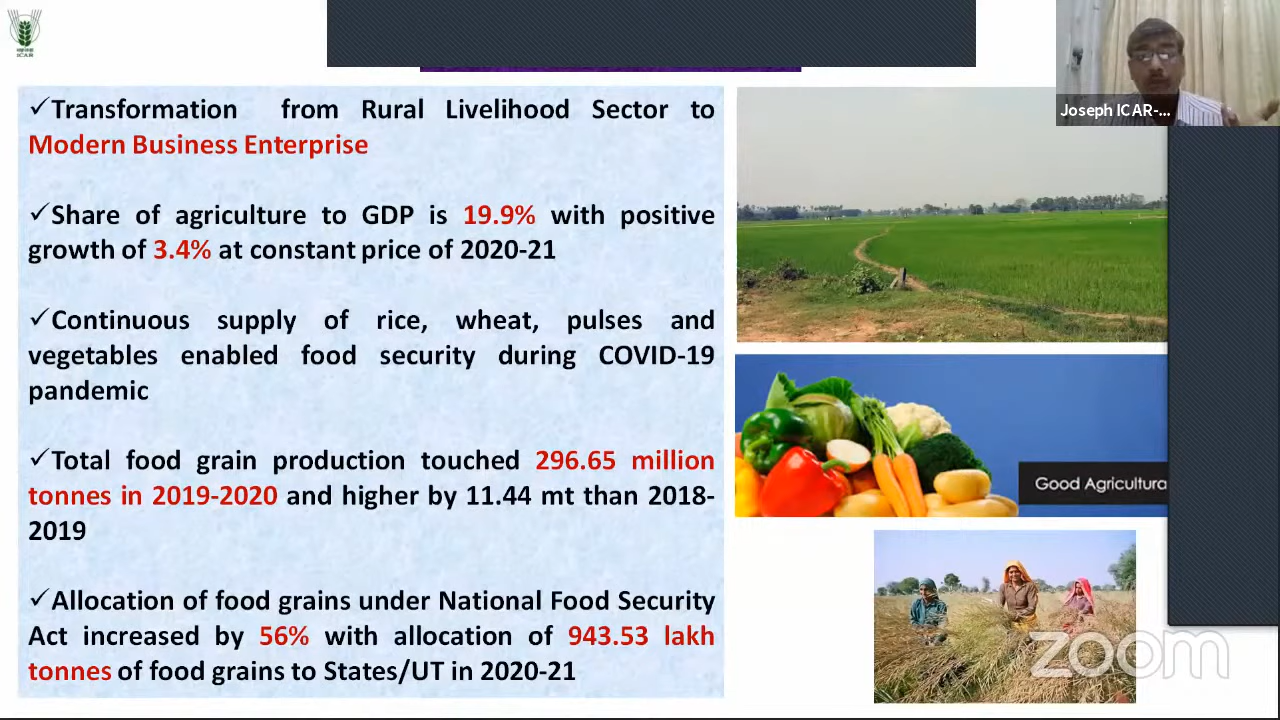 ICAR
Joseph ICAR-...
✓Transformation from Rural Livelihood Sector to
Modern Business Enterprise
✓Share of agriculture to GDP is 19.9% with positive
growth of 3.4% at constant price of 2020-21
✓Continuous supply of rice, wheat, pulses and
vegetables enabled food security during COVID-19
pandemic
✓Total food grain production touched 296.65 million
tonnes in 2019-2020 and higher by 11.44 mt than 2018-
2019
✓Allocation of food grains under National Food Security
Act increased by 56% with allocation of 943.53 lakh
tonnes of food grains to States/UT in 2020-21
Good Agricultura
zoom